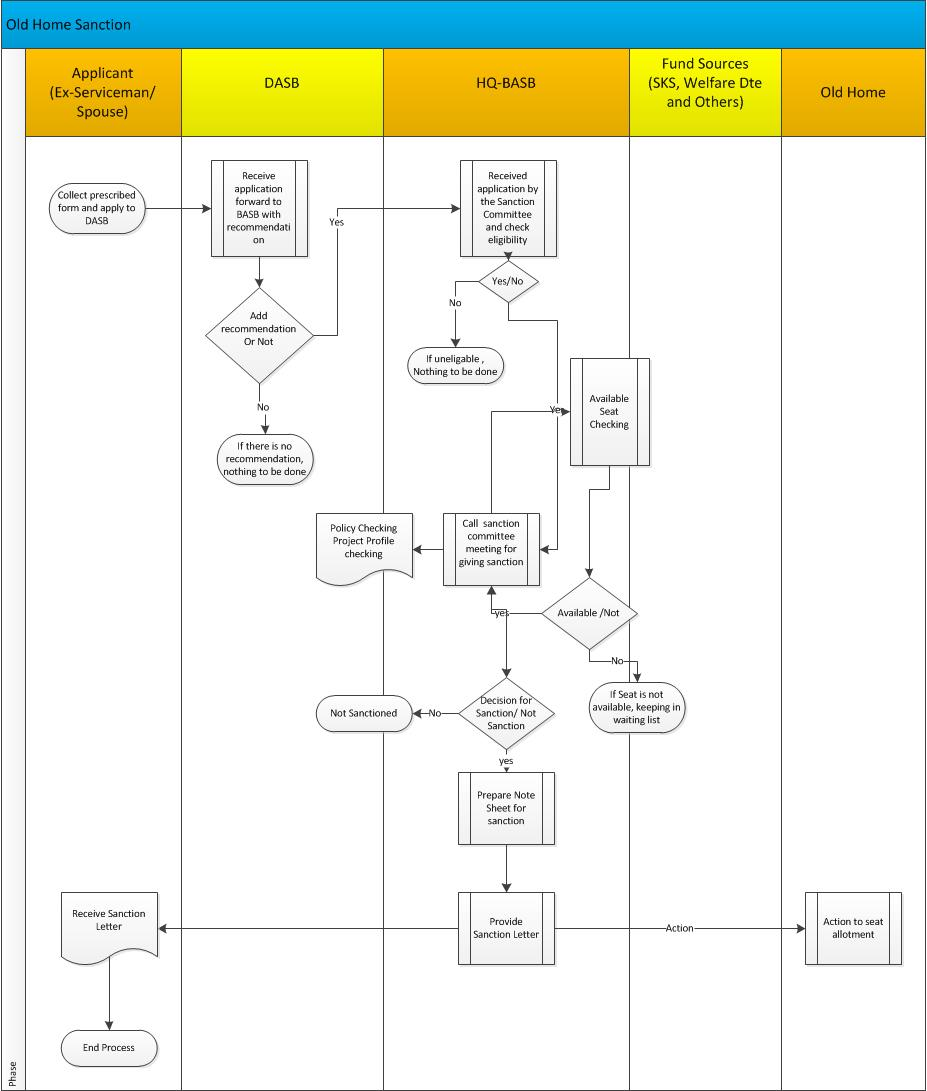 Old Home Sanction
Applicant
(Ex-Serviceman/
Spouse)
DASB
HQ-BASB
Fund Sources
(SKS, Welfare Dte
and Others)
Old Home
Collect prescribed
form and apply to
DASB
Receive
application
forward to
BASB with
recommendati
on
Yes
Received
application by
the Sanction
Committee
and check
eligibility
Yes/No
No
If uneligable ,
Nothing to be done
Add
recommendation
Or Not
No
If there is no
recommendation,
nothing to be done
Yes
Available
Seat
Checking
Policy Checking
Project Profile
checking
Call sanction
committee
meeting for
giving sanction
yes
Available /Not
No
If Seat is not
available, keeping in
waiting list
Not Sanctioned
No
Decision for
Sanction/ Not
Sanction
yes
Prepare Note
Sheet for
sanction
Receive Sanction
Letter
Provide
Sanction Letter
Action
Action to seat
allotment
End Process
Phase